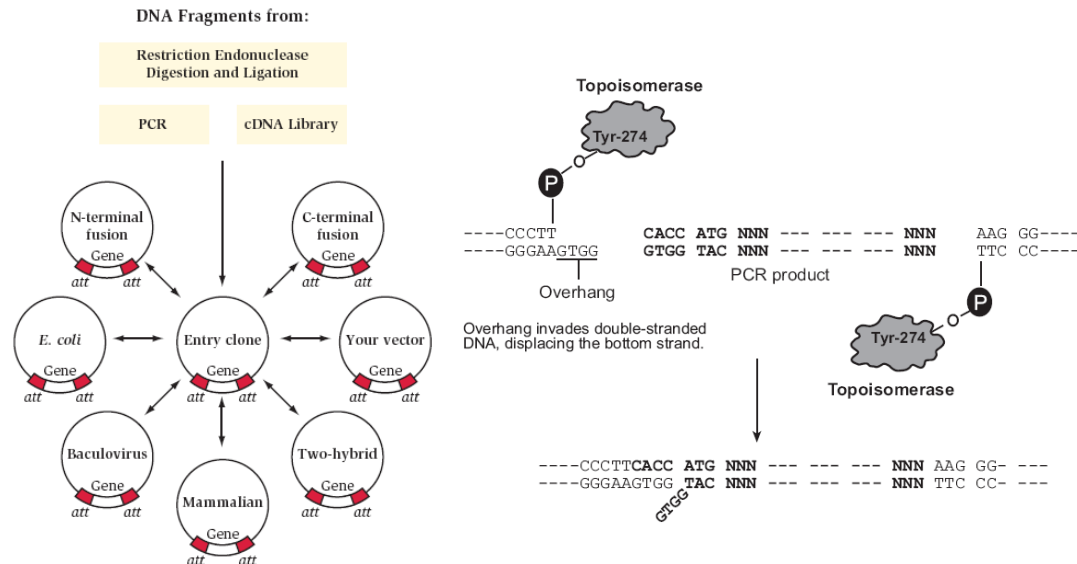 DNA Fragments from:
Restriction Endonuclease
Digestion and Ligation
PCR
cDNA Library
N-terminal
fusion
Gene
att
att
C-terminal
fusion
Gene
att
att
E. coli
Gene
att
att
Entry clone
Gene
att
att
Your vector
Gene
att
att
Baculovirus
Gene
att
att
Two-hybrid
Gene
att
att
Mammalian
Gene
att
att
Topoisomerase
Tyr-274
O
P
----CCCTT CACC ATG NNN --- --- --- --- NNN AAG GG----
----GGGAAGTGG GTGG TAC NNN --- --- --- --- NNN TTC CC----
Overhang
PCR product
P
O
Tyr-274
Topoisomerase
Overhang invades double-stranded
DNA, displacing the bottom strand.
----CCCTTCACC ATG NNN --- --- --- --- NNN AAG GG- ---
----GGGAAGTGG TAC NNN --- --- --- --- NNN TTC CC- ---
GTGG